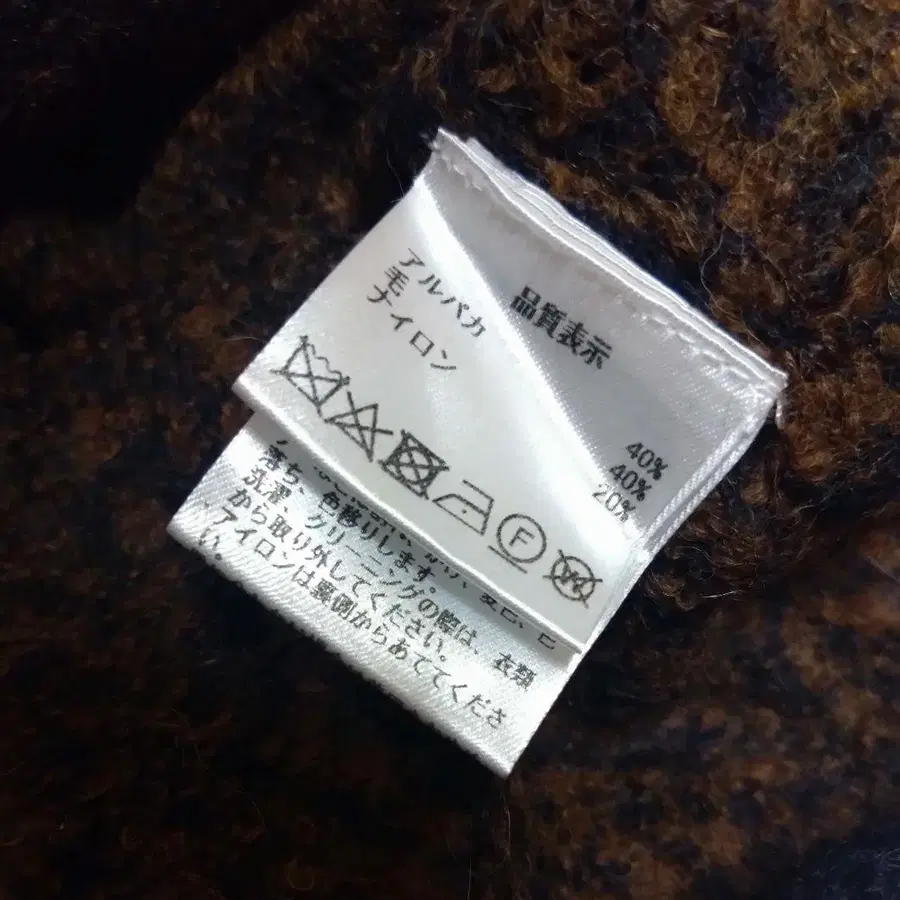 品質表示
アルパカ 40%
毛 40%
ナイロン 20%
F
W
落ち、色移りします。
洗濯、クリーニングの際は、衣類
から取り外してください。
アイロンは裏側からあててくださ
い。